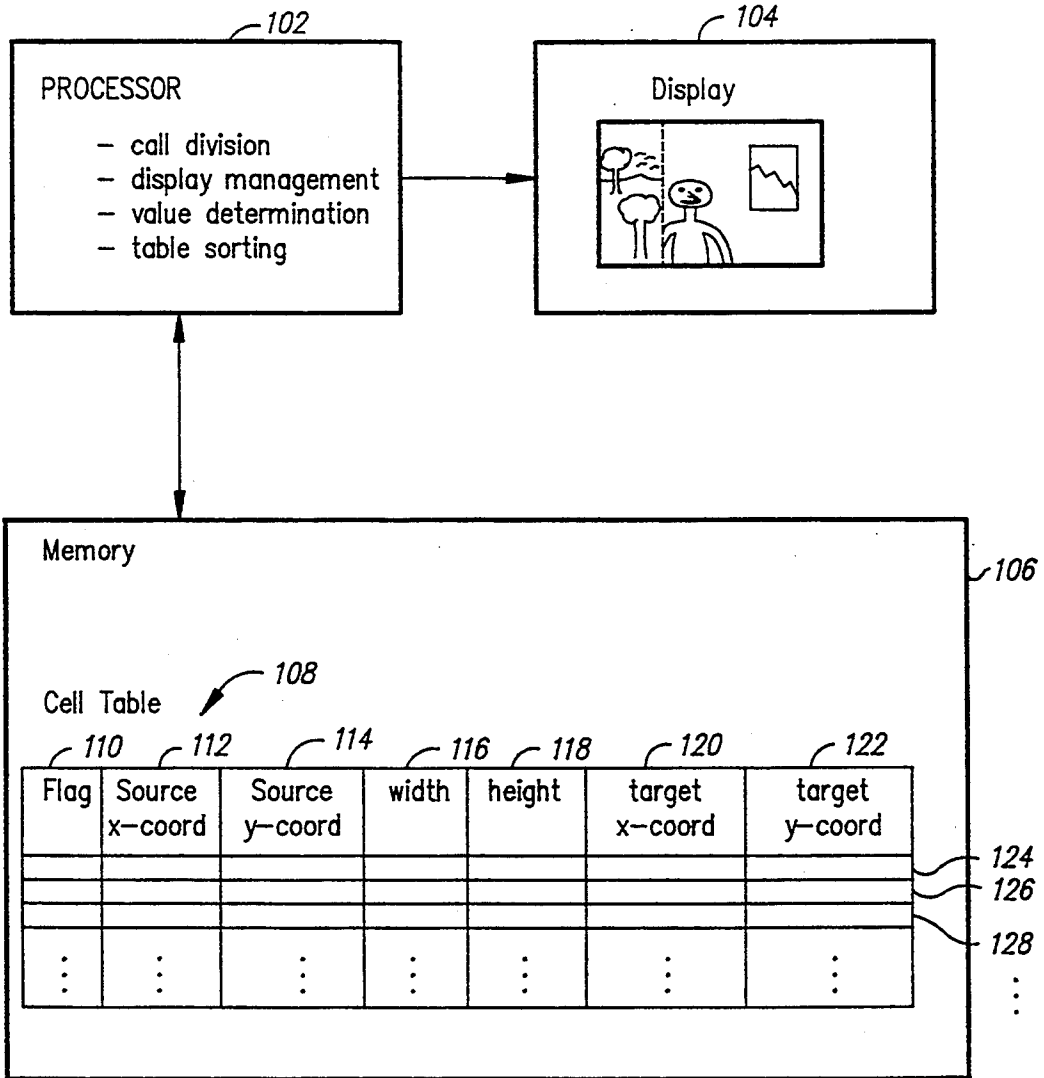 102
104
PROCESSOR
– call division
– display management
– value determination
– table sorting
Display
Memory
106
Cell Table
108
110
112
114
116
118
120
122
Flag
Source
x-coord
Source
y-coord
width
height
target
x-coord
target
y-coord
124
126
128